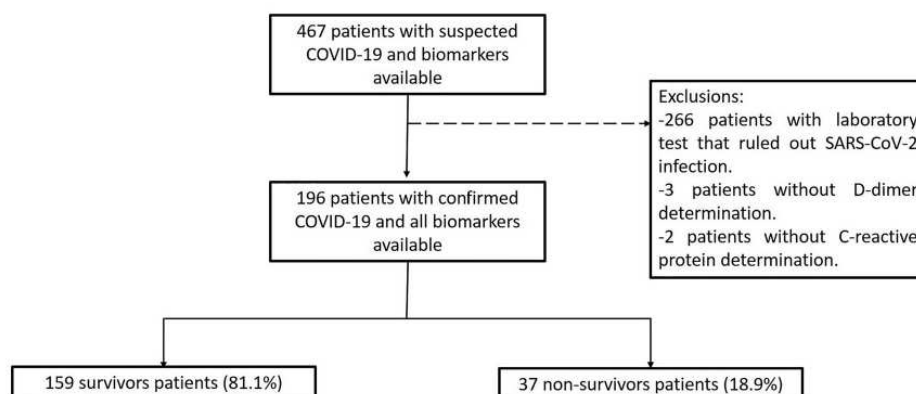 467 patients with suspected
COVID-19 and biomarkers
available
Exclusions:
-266 patients with laboratory
test that ruled out SARS-CoV-2
infection.
-3 patients without D-dimer
determination.
-2 patients without C-reactive
protein determination.
196 patients with confirmed
COVID-19 and all biomarkers
available
159 survivors patients (81.1%)
37 non-survivors patients (18.9%)